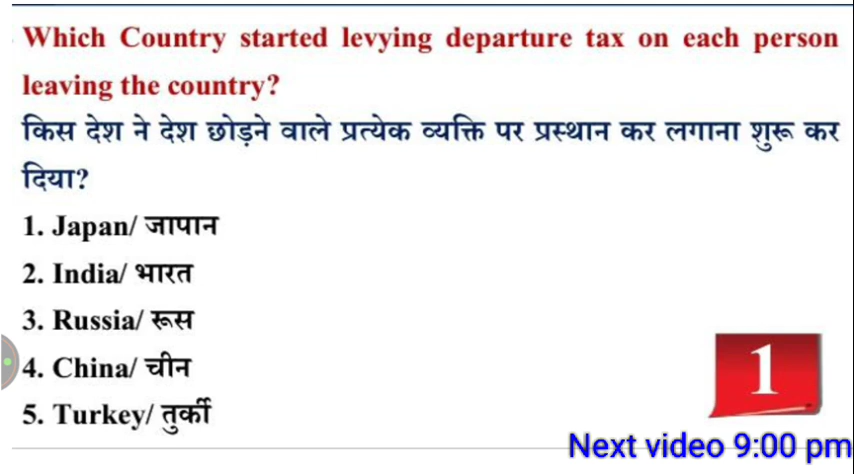 Which Country started levying departure tax on each person
leaving the country?
किस देश ने देश छोड़ने वाले प्रत्येक व्यक्ति पर प्रस्थान कर लगाना शुरू कर
दिया?
1. Japan/ जापान
2. India/ भारत
3. Russia/ रूस
4. China/ चीन
5. Turkey/ तुर्की
1
Next video 9:00 pm